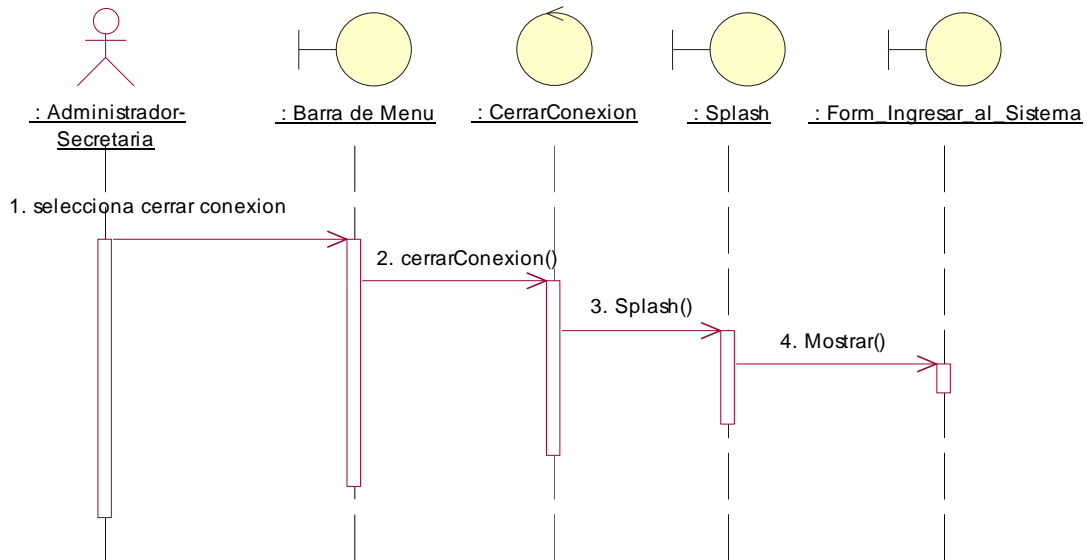 : Administrador-
Secretaria
: Barra de Menu
: CerrarConexion
: Splash
: Form_Ingresar_al_Sistema
1. selecciona cerrar conexion
2. cerrarConexion()
3. Splash()
4. Mostrar()